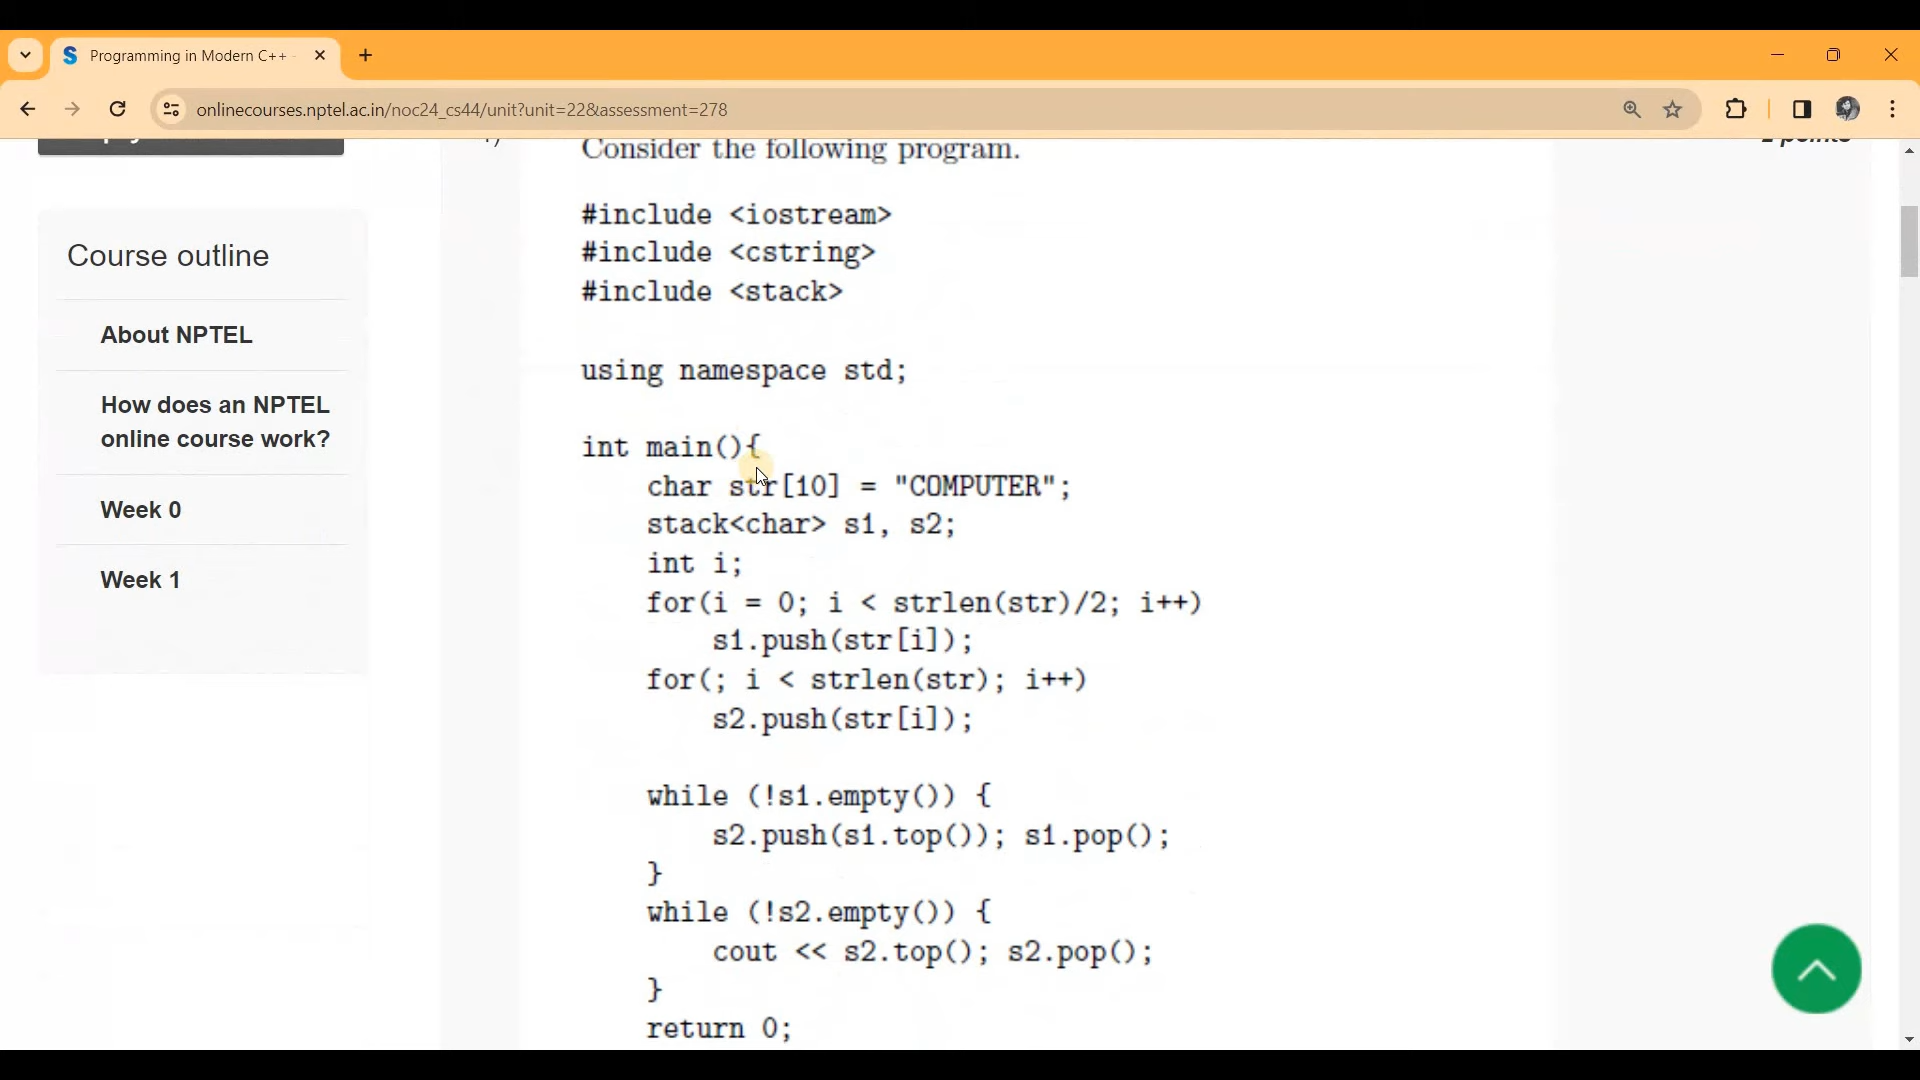 Programming in Modern C++ -
onlinecourses.nptel.ac.in/noc24_cs44/unit?unit=22&assessment=278
Course outline
About NPTEL
How does an NPTEL
online course work?
Week 0
Week 1
2 points
Consider the following program.
#include <iostream>
#include <cstring>
#include <stack>
using namespace std;
int main(){
char str[10] = "COMPUTER";
stack<char> s1, s2;
int i;
for(i = 0; i < strlen(str)/2; i++)
s1.push(str[i]);
for(; i < strlen(str); i++)
s2.push(str[i]);
while (!s1.empty()) {
s2.push(s1.top()); s1.pop();
}
while (!s2.empty()) {
cout << s2.top(); s2.pop();
}
return 0;